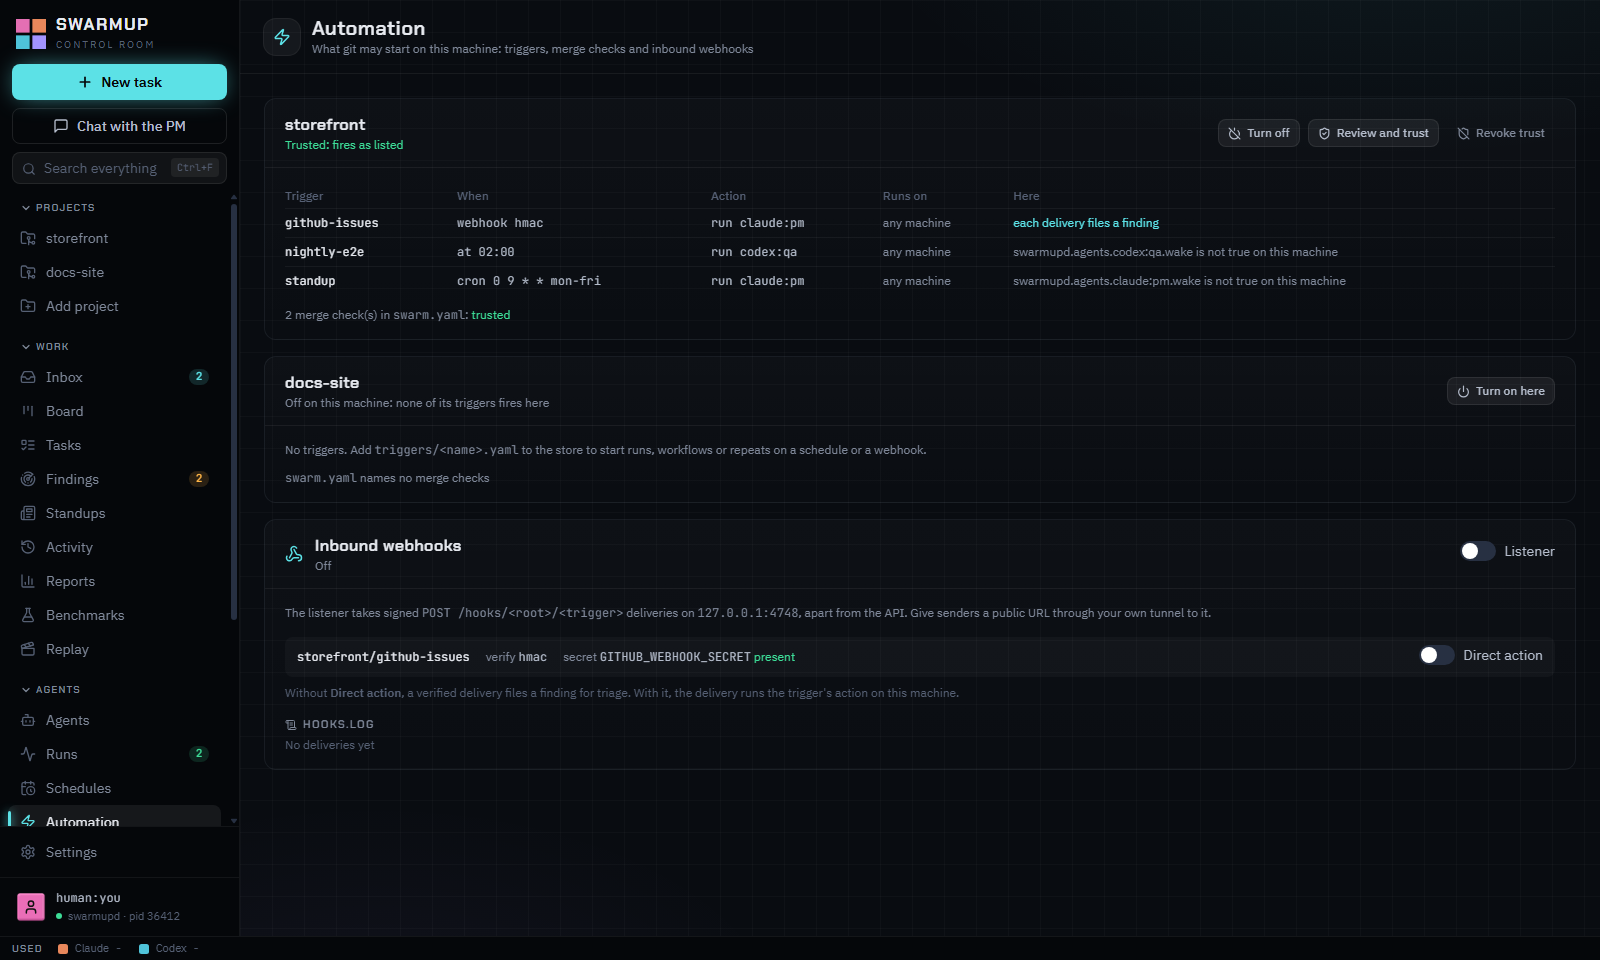 SWARMUP
CONTROL ROOM
New task
Chat with the PM
Search everything Ctrl+F
PROJECTS
storefront
docs-site
Add project
WORK
Inbox 2
Board
Tasks
Findings 2
Standups
Activity
Reports
Benchmarks
Replay
AGENTS
Agents
Runs 2
Schedules
Automation
Settings
human:you
swarmupd · pid 36412
USED Claude - Codex -
Automation
What git may start on this machine: triggers, merge checks and inbound webhooks
storefront
Trusted: fires as listed
Turn off Review and trust Revoke trust
Trigger When Action Runs on Here
github-issues webhook hmac run claude:pm any machine each delivery files a finding
nightly-e2e at 02:00 run codex:qa any machine swarmupd.agents.codex:qa.wake is not true on this machine
standup cron 0 9 * * mon-fri run claude:pm any machine swarmupd.agents.claude:pm.wake is not true on this machine
2 merge check(s) in swarm.yaml: trusted
docs-site
Off on this machine: none of its triggers fires here
Turn on here
No triggers. Add triggers/<name>.yaml to the store to start runs, workflows or repeats on a schedule or a webhook.
swarm.yaml names no merge checks
Inbound webhooks
Off
Listener
The listener takes signed POST /hooks/<root>/<trigger> deliveries on 127.0.0.1:4748, apart from the API. Give senders a public URL through your own tunnel to it.
storefront/github-issues verify hmac secret GITHUB_WEBHOOK_SECRET present Direct action
Without Direct action, a verified delivery files a finding for triage. With it, the delivery runs the trigger's action on this machine.
HOOKS.LOG
No deliveries yet